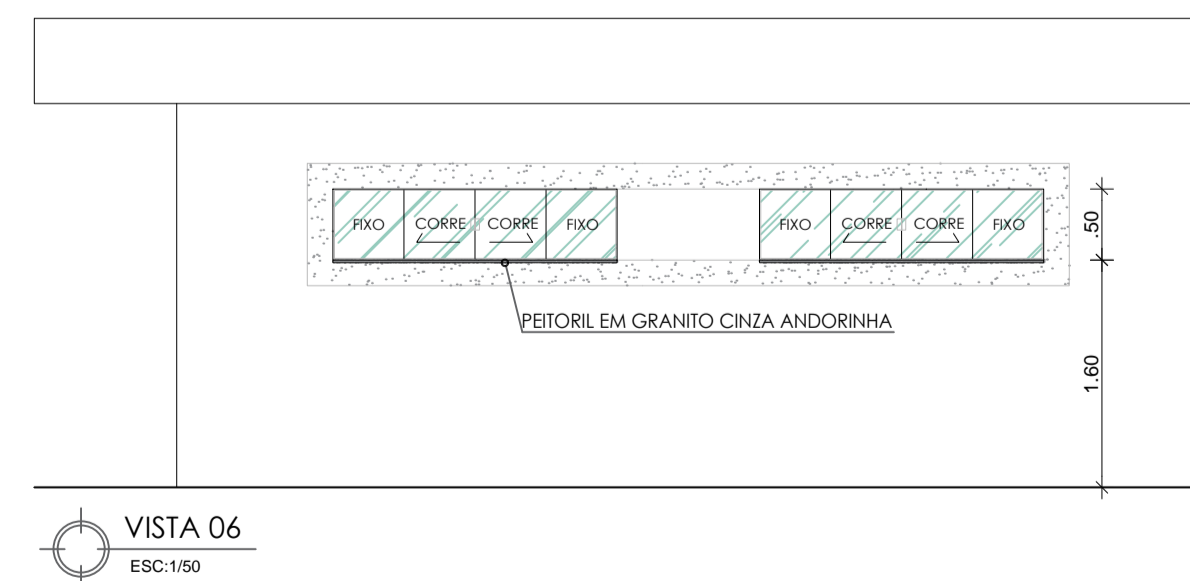 FIXO CORRE CORRE FIXO
FIXO CORRE CORRE FIXO
.50
PEITORIL EM GRANITO CINZA ANDORINHA
1.60
VISTA 06
ESC:1/50